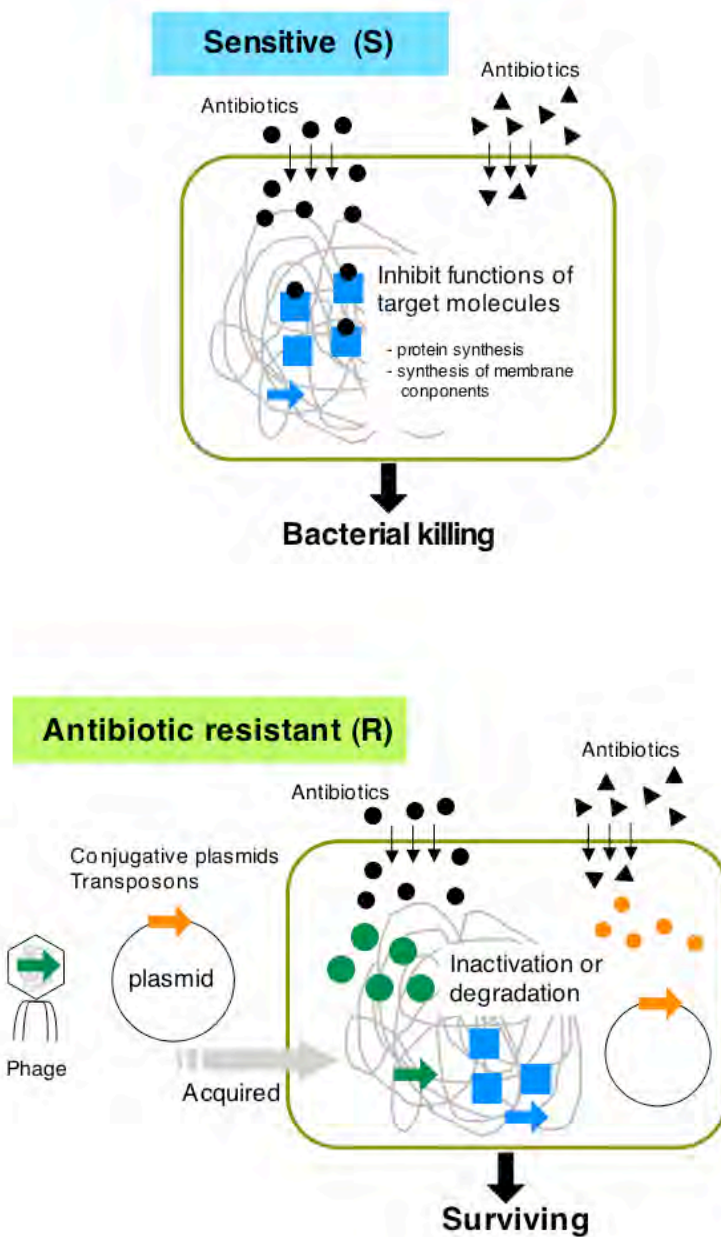 Sensitive (S)
Antibiotics
Antibiotics
Inhibit functions of
target molecules
- protein synthesis
- synthesis of membrane
conponents
Bacterial killing
Antibiotic resistant (R)
Antibiotics
Antibiotics
Conjugative plasmids
Transposons
plasmid
Phage
Acquired
Inactivation or
degradation
Surviving